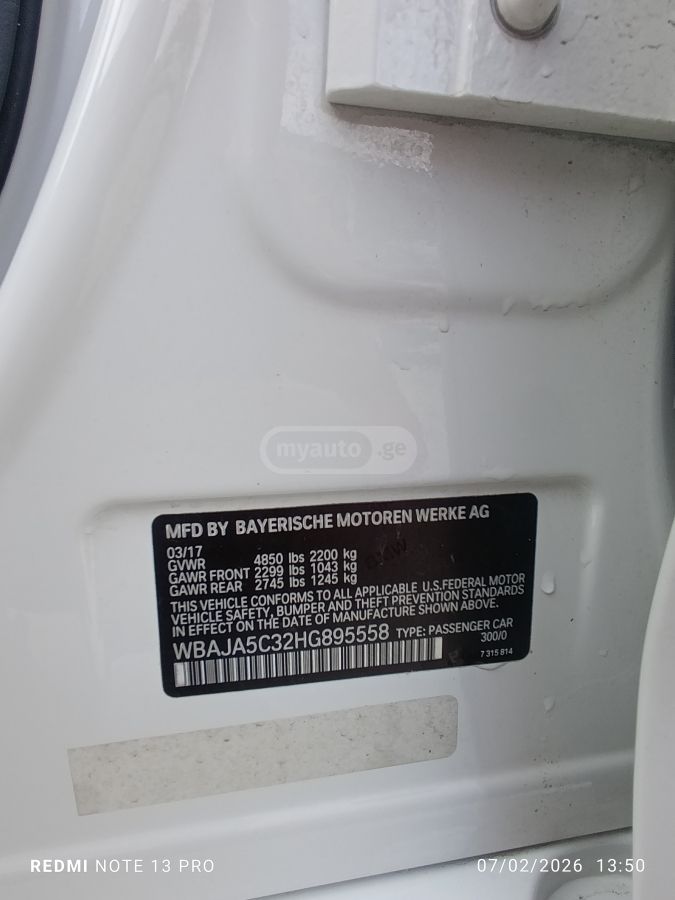 myauto.ge
MFD BY BAYERISCHE MOTOREN WERKE AG
03/17
GVWR 4850 lbs 2200 kg
GAWR FRONT 2299 lbs 1043 kg
GAWR REAR 2745 lbs 1245 kg
THIS VEHICLE CONFORMS TO ALL APPLICABLE U.S.FEDERAL MOTOR
VEHICLE SAFETY, BUMPER AND THEFT PREVENTION STANDARDS
IN EFFECT ON THE DATE OF MANUFACTURE SHOWN ABOVE.
WBAJA5C32HG895558 TYPE: PASSENGER CAR
300/0
7 315 814
REDMI NOTE 13 PRO
07/02/2026 13:50